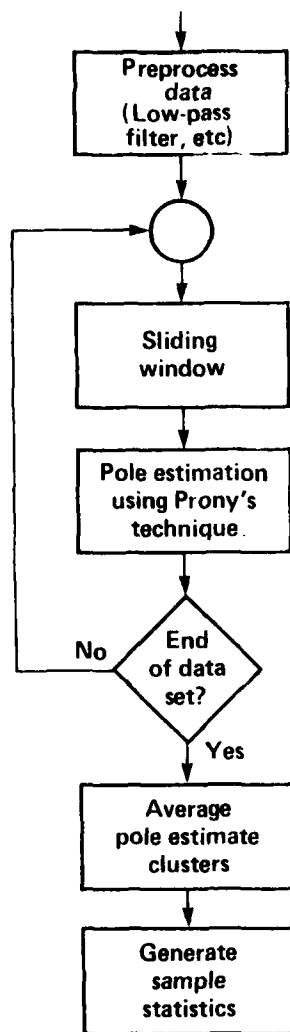 Preprocess
data
(Low-pass
filter, etc)
Sliding
window
Pole estimation
using Prony's
technique
End
of data
set?
No
Yes
Average
pole estimate
clusters
Generate
sample
statistics